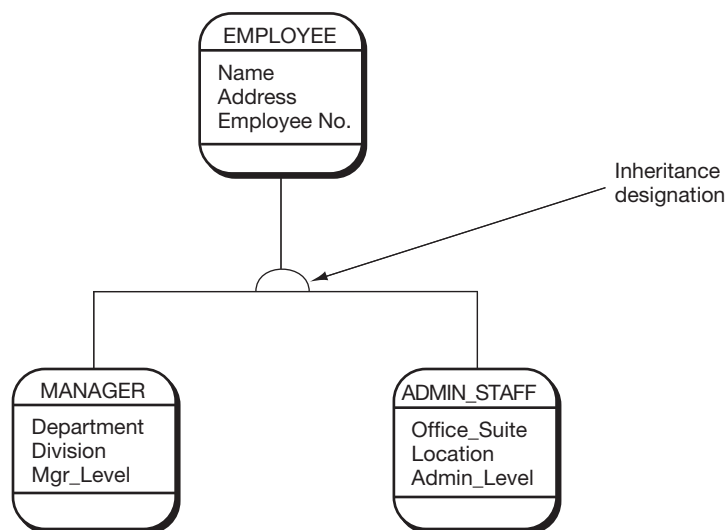 EMPLOYEE
Name
Address
Employee No.
Inheritance
designation
MANAGER
Department
Division
Mgr_Level
ADMIN_STAFF
Office_Suite
Location
Admin_Level